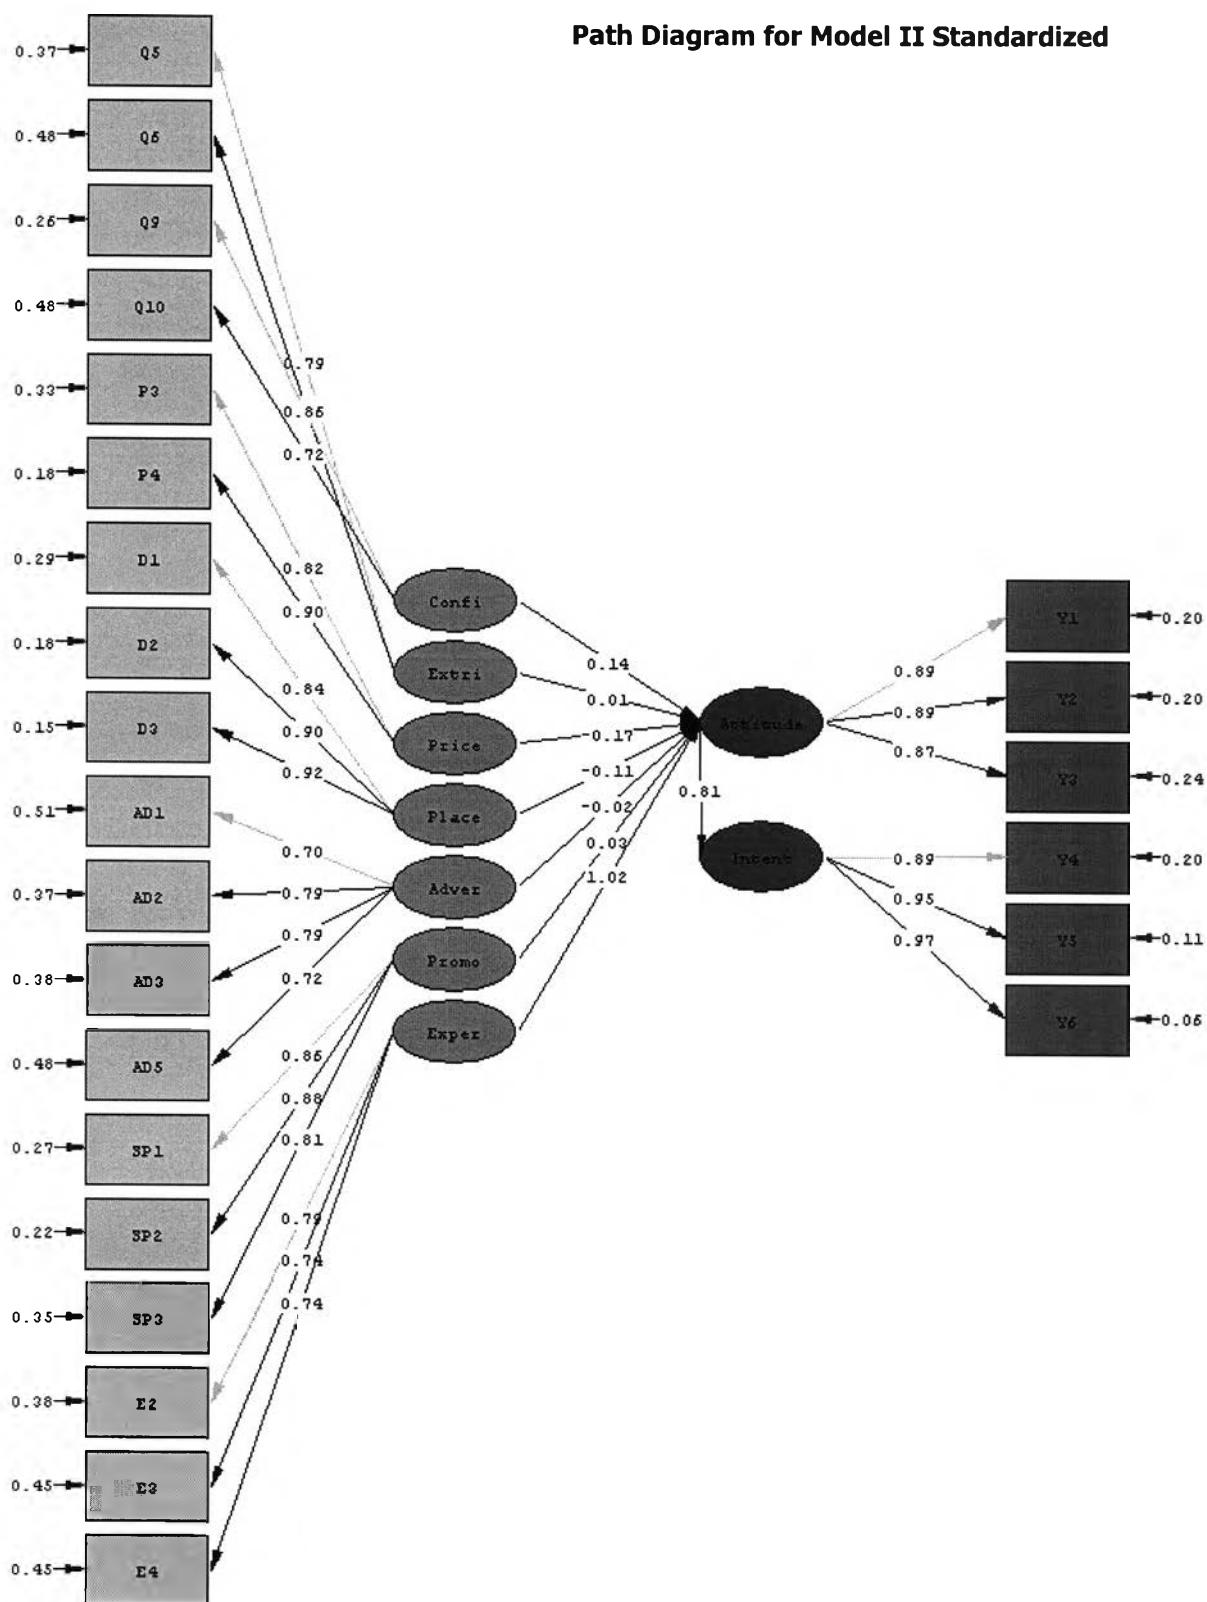 Path Diagram for Model II Standardized
0.37 Q5
0.48 Q6
0.26 Q9
0.48 Q10
0.33 P3
0.18 P4
0.29 D1
0.18 D2
0.15 D3
0.51 AD1
0.37 AD2
0.38 AD3
0.48 AD5
0.27 SP1
0.22 SP2
0.35 SP3
0.38 E2
0.45 E3
0.45 E4
0.79
0.86
0.72
0.82
0.90
0.84
0.90
0.92
0.70
0.79
0.79
0.72
0.86
0.88
0.81
0.79
0.74
0.74
Confi
Extri
Price
Place
Adver
Promo
Exper
0.14
0.01
-0.17
-0.11
-0.02
0.03
1.02
Attitude
0.81
Intent
0.89
0.89
0.87
0.89
0.95
0.97
Y1 0.20
Y2 0.20
Y3 0.24
Y4 0.20
Y5 0.11
Y6 0.06